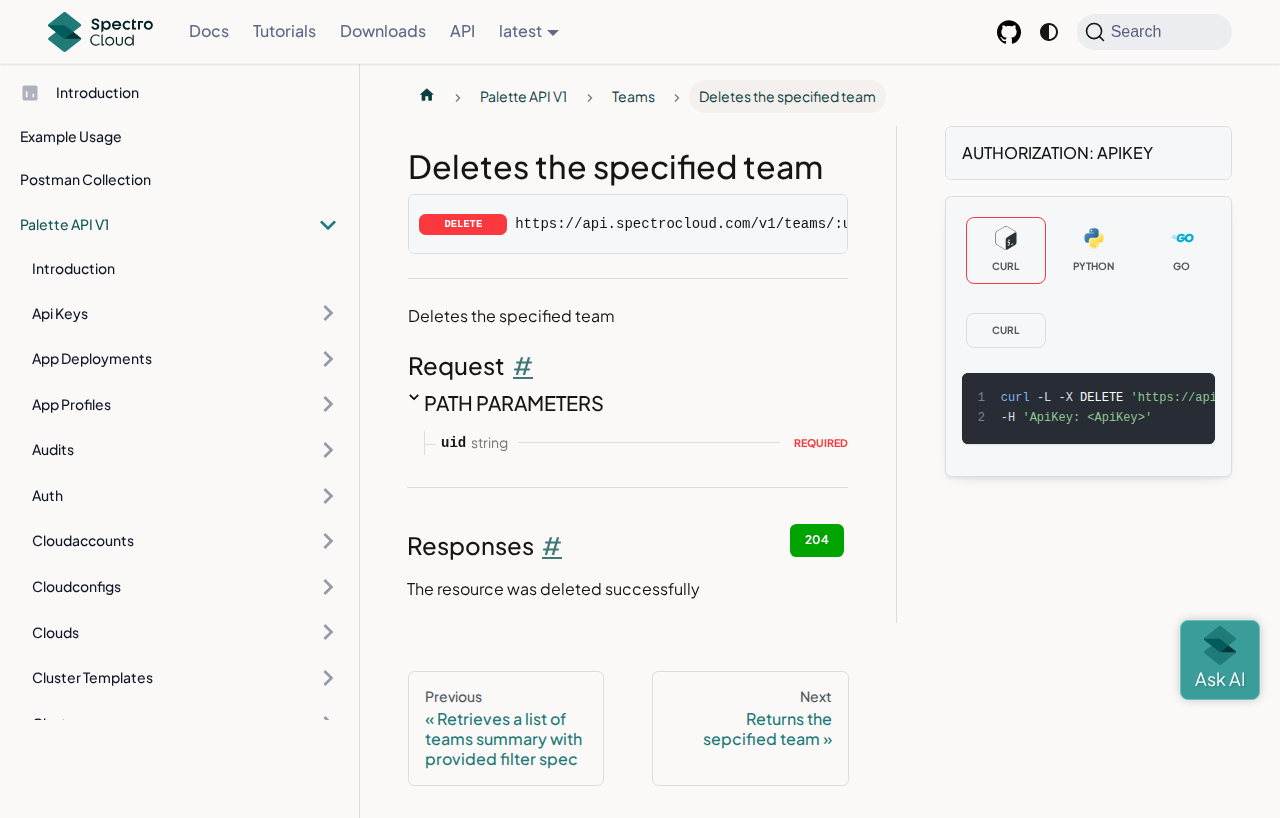 Spectro
Cloud
Docs
Tutorials
Downloads
API
latest
Search
Introduction
Example Usage
Postman Collection
Palette API V1
Introduction
Api Keys
App Deployments
App Profiles
Audits
Auth
Cloudaccounts
Cloudconfigs
Clouds
Cluster Templates
Palette API V1
Teams
Deletes the specified team
Deletes the specified team
DELETE https://api.spectrocloud.com/v1/teams/:u
Deletes the specified team
Request #
PATH PARAMETERS
uid string REQUIRED
Responses #
204
The resource was deleted successfully
Previous
« Retrieves a list of
teams summary with
provided filter spec
Next
Returns the
sepcified team »
AUTHORIZATION: APIKEY
CURL
PYTHON
GO
GO
CURL
1 curl -L -X DELETE 'https://api
2 -H 'ApiKey: <ApiKey>'
Ask AI